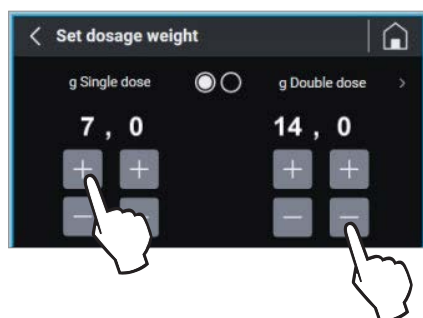 Set dosage weight
g Single dose
g Double dose
7 , 0
14 , 0